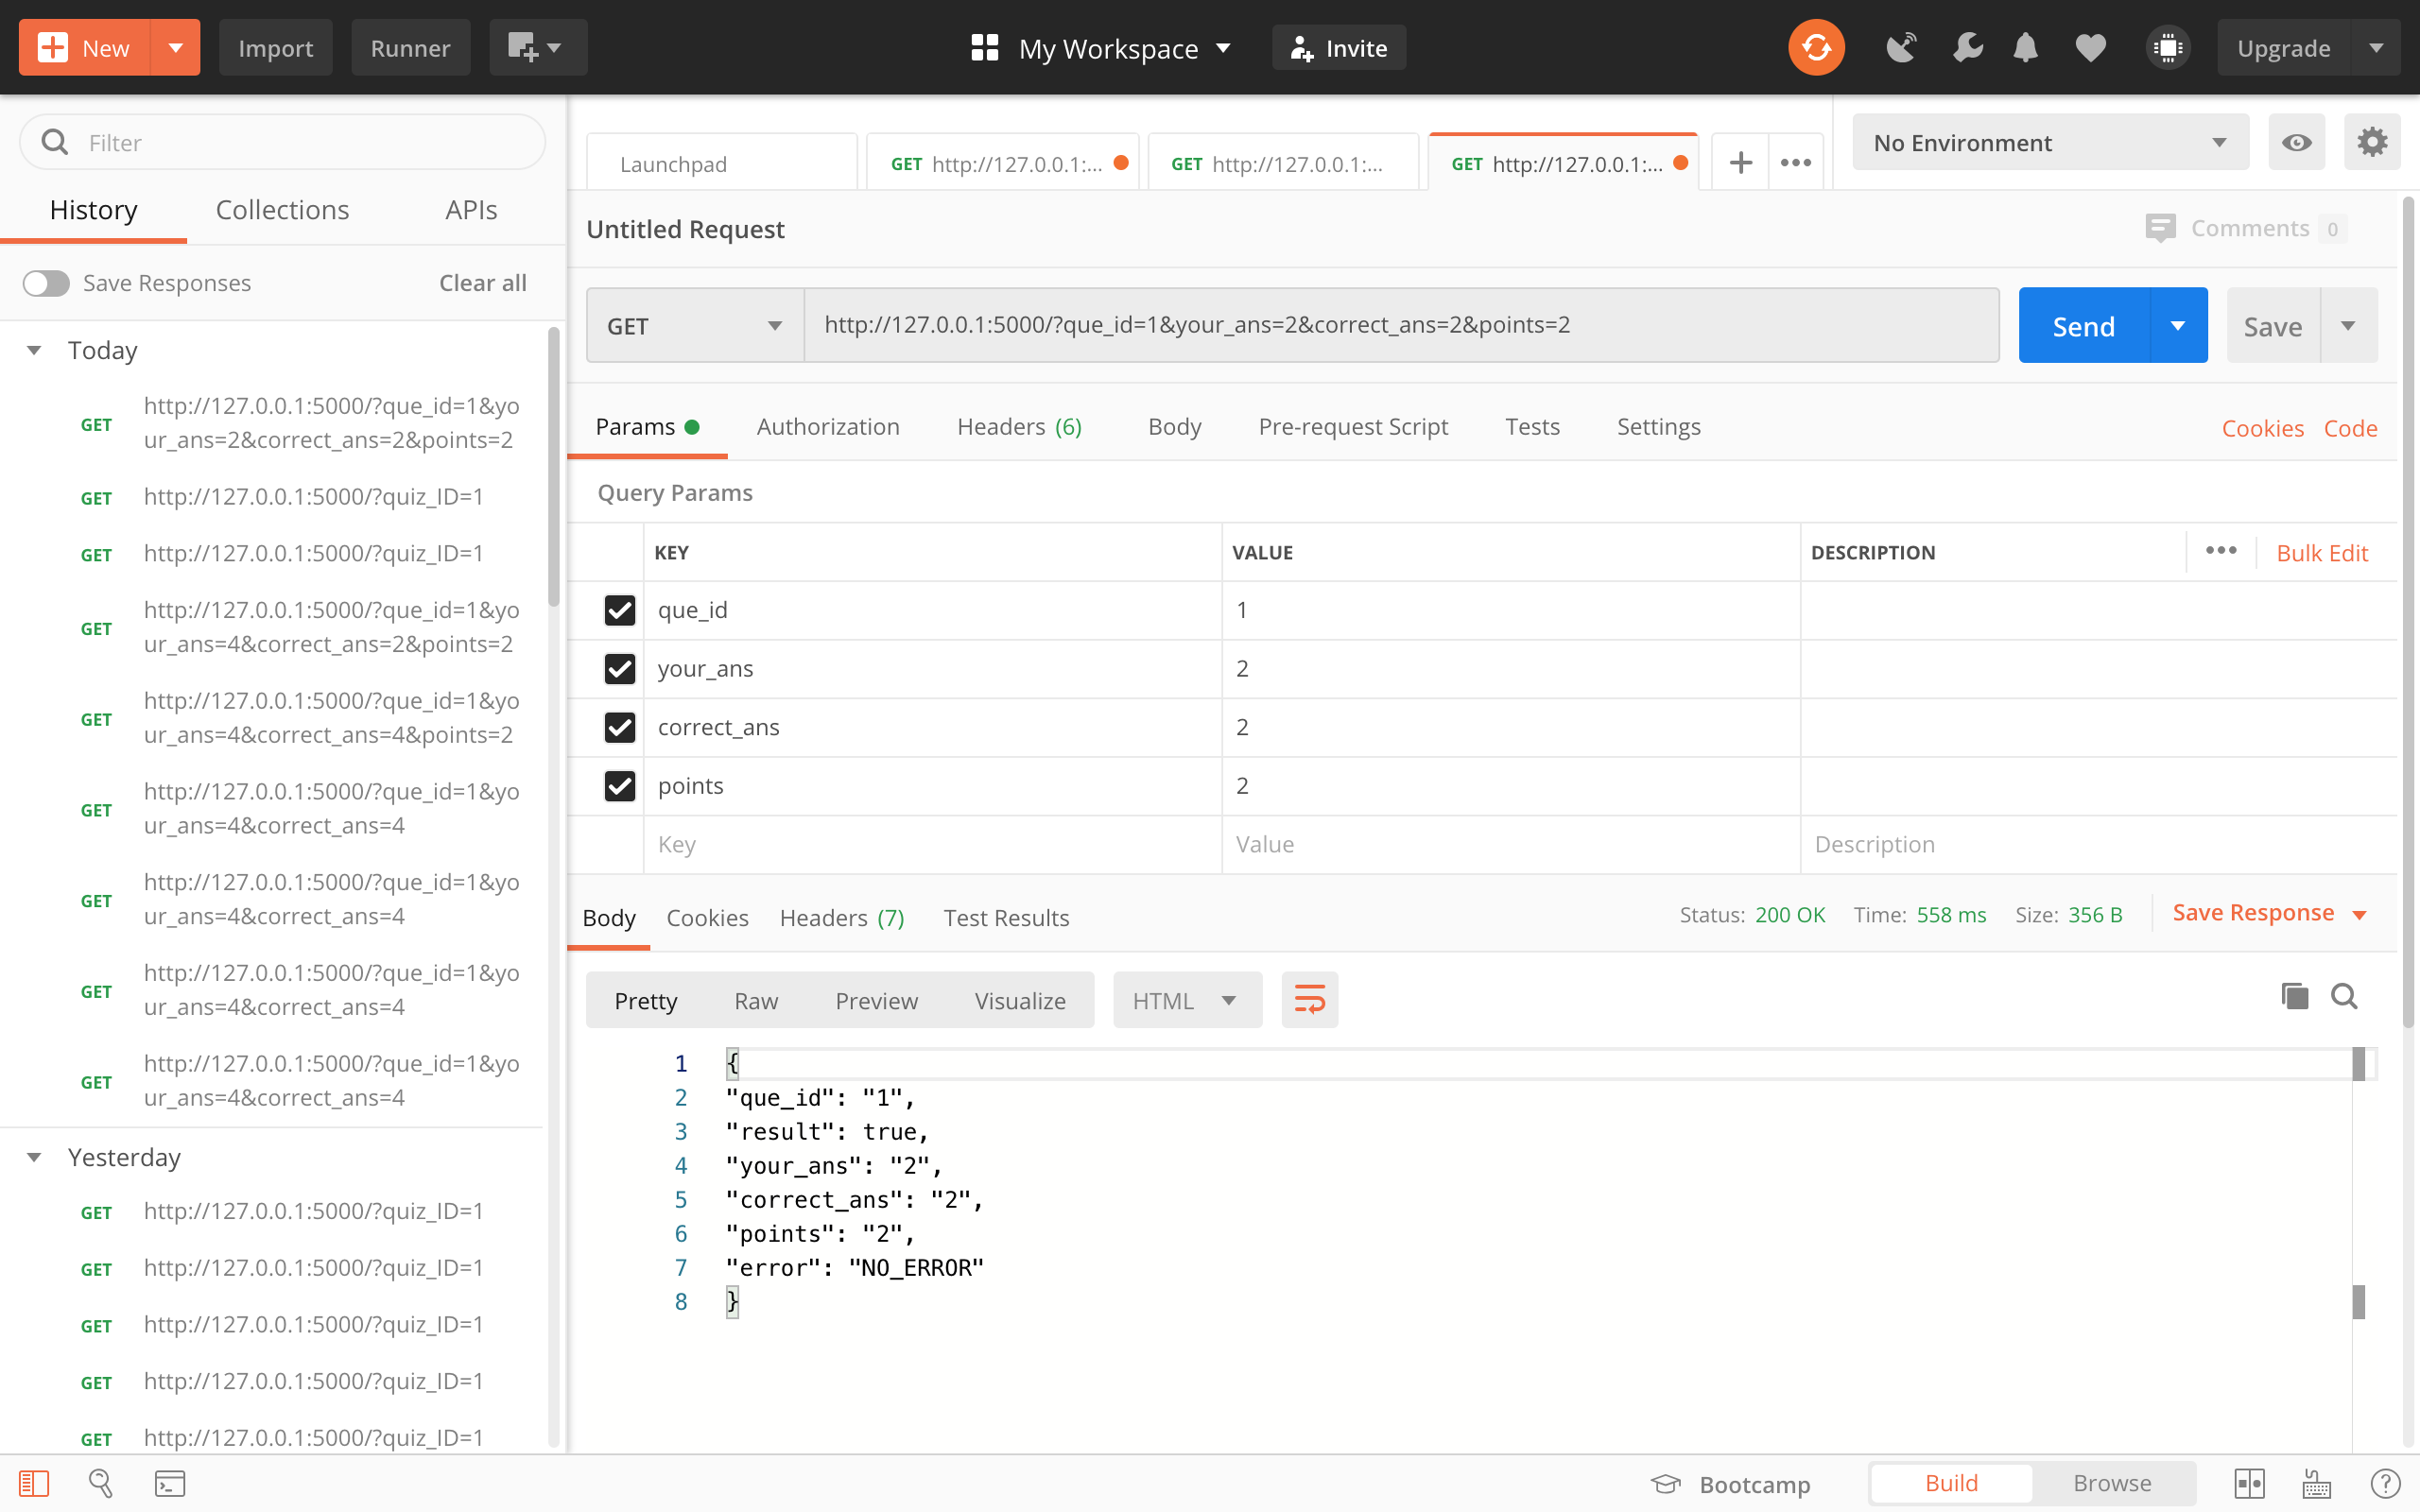 New
Import
Runner
My Workspace
Invite
Upgrade
Filter
History
Collections
APIs
Save Responses
Clear all
Today
GET
http://127.0.0.1:5000/?que_id=1&yo
ur_ans=2&correct_ans=2&points=2
GET
http://127.0.0.1:5000/?quiz_ID=1
GET
http://127.0.0.1:5000/?quiz_ID=1
GET
http://127.0.0.1:5000/?que_id=1&yo
ur_ans=4&correct_ans=2&points=2
GET
http://127.0.0.1:5000/?que_id=1&yo
ur_ans=4&correct_ans=4&points=2
GET
http://127.0.0.1:5000/?que_id=1&yo
ur_ans=4&correct_ans=4
GET
http://127.0.0.1:5000/?que_id=1&yo
ur_ans=4&correct_ans=4
GET
http://127.0.0.1:5000/?que_id=1&yo
ur_ans=4&correct_ans=4
GET
http://127.0.0.1:5000/?que_id=1&yo
ur_ans=4&correct_ans=4
Yesterday
GET http://127.0.0.1:5000/?quiz_ID=1
GET http://127.0.0.1:5000/?quiz_ID=1
GET http://127.0.0.1:5000/?quiz_ID=1
GET http://127.0.0.1:5000/?quiz_ID=1
GET http://127.0.0.1:5000/?quiz_ID=1
Launchpad
GET http://127.0.0.1:...
GET http://127.0.0.1:...
GET http://127.0.0.1:...
No Environment
Untitled Request
Comments 0
GET
http://127.0.0.1:5000/?que_id=1&your_ans=2&correct_ans=2&points=2
Send
Save
Params
Authorization
Headers (6)
Body
Pre-request Script
Tests
Settings
Cookies
Code
Query Params
KEY VALUE DESCRIPTION
Bulk Edit
que_id 1
your_ans 2
correct_ans 2
points 2
Key Value Description
Body
Cookies
Headers (7)
Test Results
Status: 200 OK
Time: 558 ms
Size: 356 B
Save Response
Pretty
Raw
Preview
Visualize
HTML
1 {
2 "que_id": "1",
3 "result": true,
4 "your_ans": "2",
5 "correct_ans": "2",
6 "points": "2",
7 "error": "NO_ERROR"
8 }
Bootcamp
Build
Browse